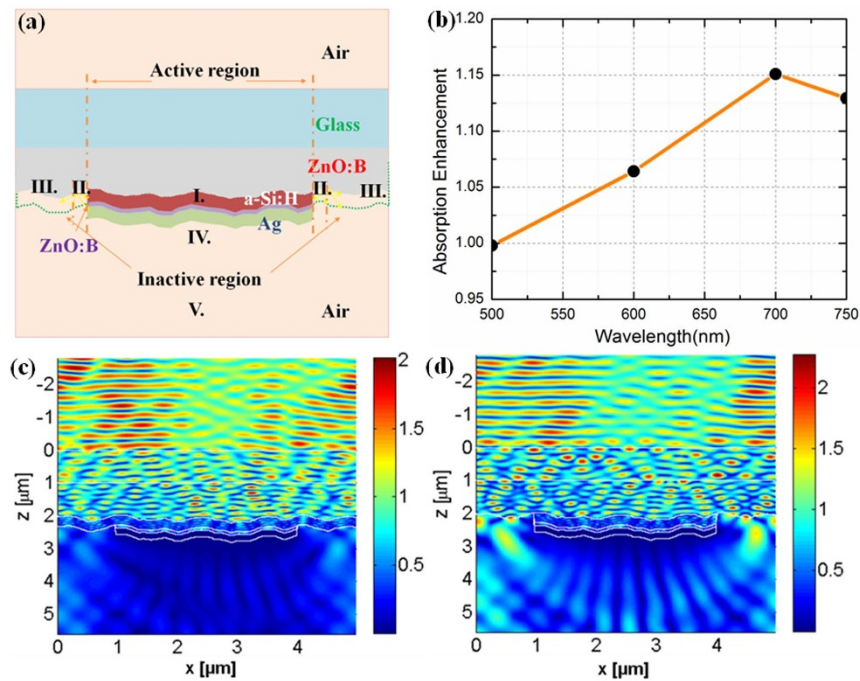 (a)
Air
Active region
Glass
ZnO:B
III. II. I. a-Si:H II. III.
IV. Ag
ZnO:B
Inactive region
V. Air
(b)
Absorption Enhancement
1.20
1.15
1.10
1.05
1.00
0.95
500 550 600 650 700 750
Wavelength(nm)
(c)
z [µm]
-2
-1
0
1
2
3
4
5
0 1 2 3 4
x [µm]
2
1.5
1
0.5
(d)
z [µm]
-2
-1
0
1
2
3
4
5
0 1 2 3 4
x [µm]
2
1.5
1
0.5